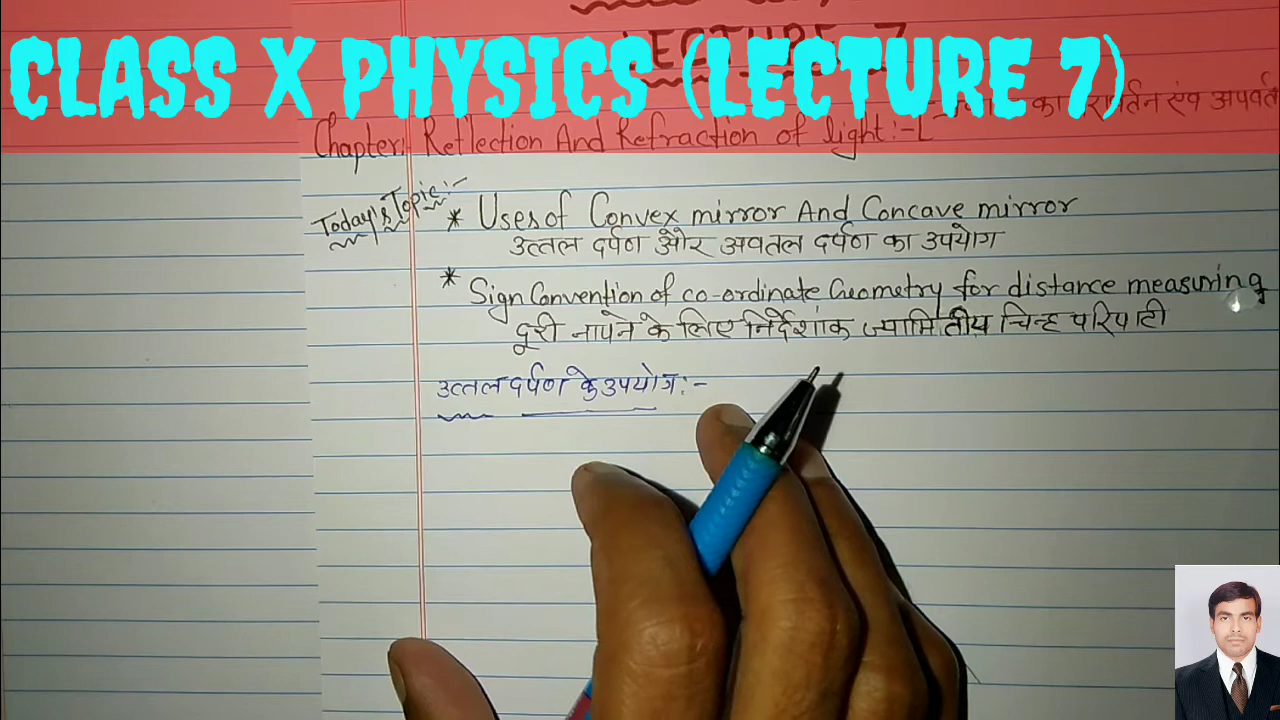 CLASS X PHYSICS (LECTURE 7)
LECTURE 7
Chapter:- Reflection And Refraction of light:-
Today's Topic:-
* Uses of Convex mirror And Concave mirror
उत्तल दर्पण और अवतल दर्पण का उपयोग
* Sign Convention of co-ordinate Geometry for distance measuring
दूरी नापने के लिए निर्देशांक ज्यामितीय चिन्ह परिपाटी
उत्तल दर्पण के उपयोग:-